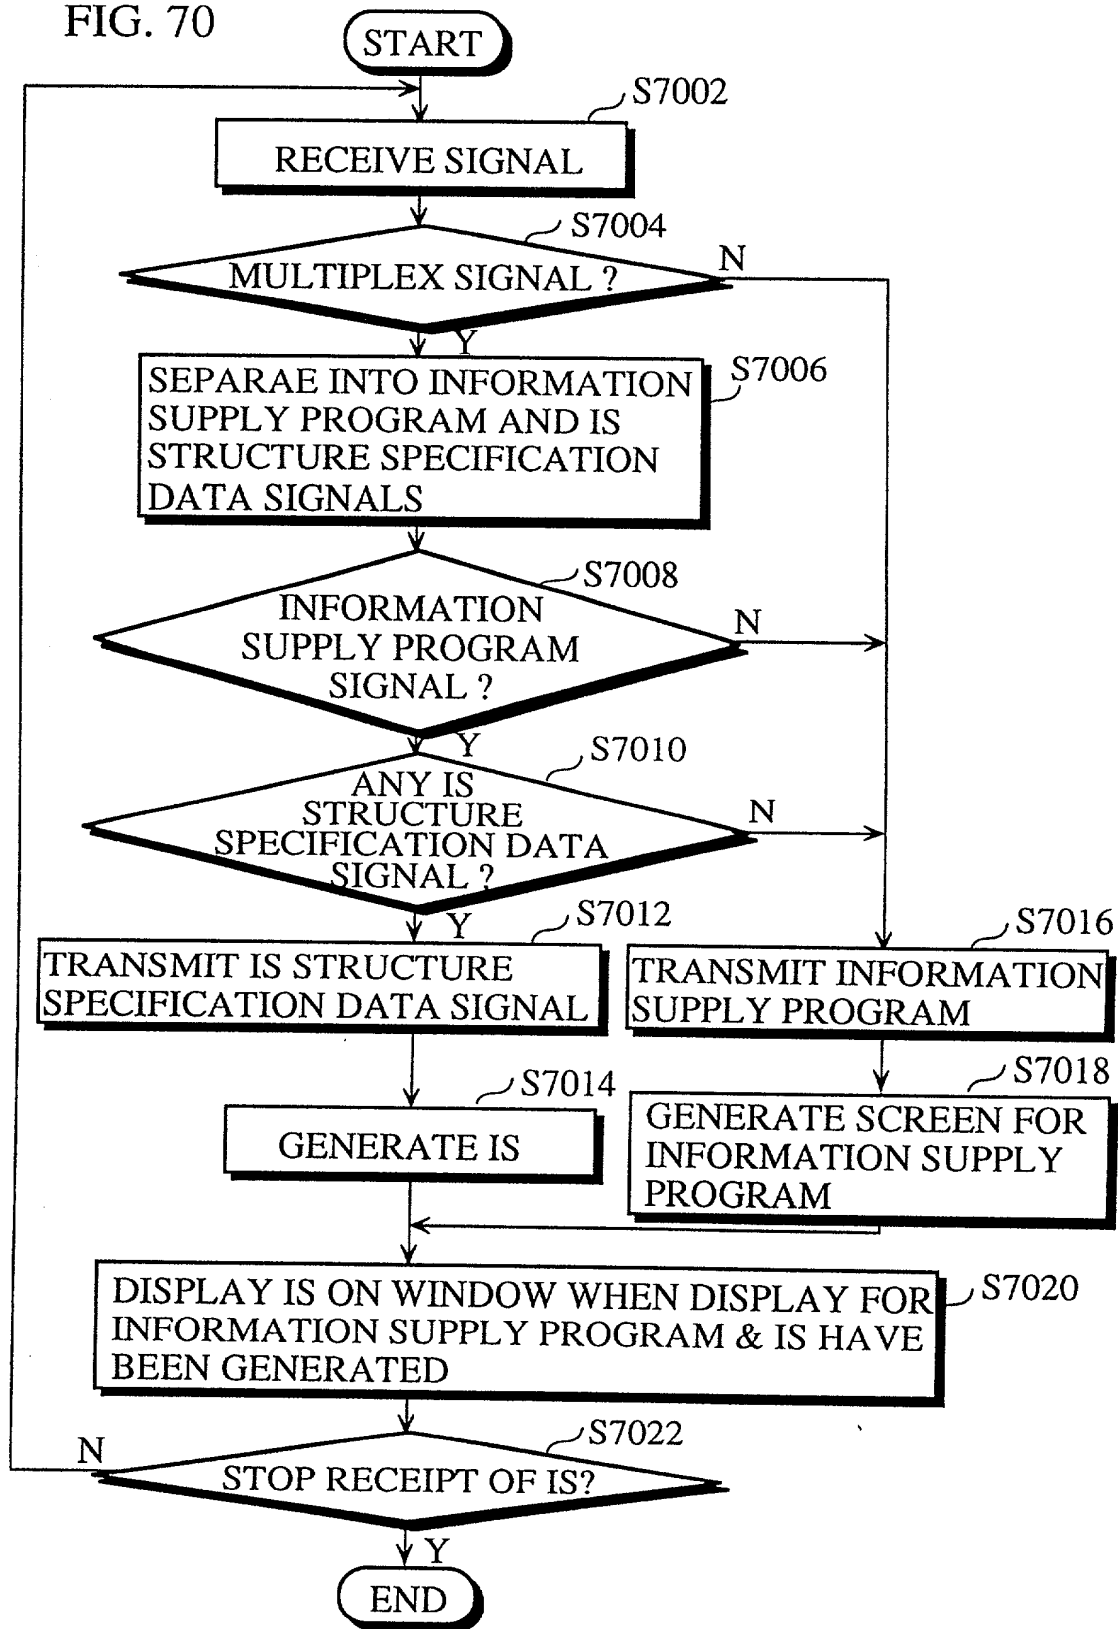 FIG. 70
START
S7002
RECEIVE SIGNAL
S7004
MULTIPLEX SIGNAL ?
N
Y
S7006
SEPARAE INTO INFORMATION
SUPPLY PROGRAM AND IS
STRUCTURE SPECIFICATION
DATA SIGNALS
S7008
INFORMATION
SUPPLY PROGRAM
SIGNAL ?
N
Y
S7010
ANY IS
STRUCTURE
SPECIFICATION DATA
SIGNAL ?
N
Y
S7012
TRANSMIT IS STRUCTURE
SPECIFICATION DATA SIGNAL
S7016
TRANSMIT INFORMATION
SUPPLY PROGRAM
S7014
GENERATE IS
S7018
GENERATE SCREEN FOR
INFORMATION SUPPLY
PROGRAM
S7020
DISPLAY IS ON WINDOW WHEN DISPLAY FOR
INFORMATION SUPPLY PROGRAM & IS HAVE
BEEN GENERATED
S7022
STOP RECEIPT OF IS?
N
Y
END